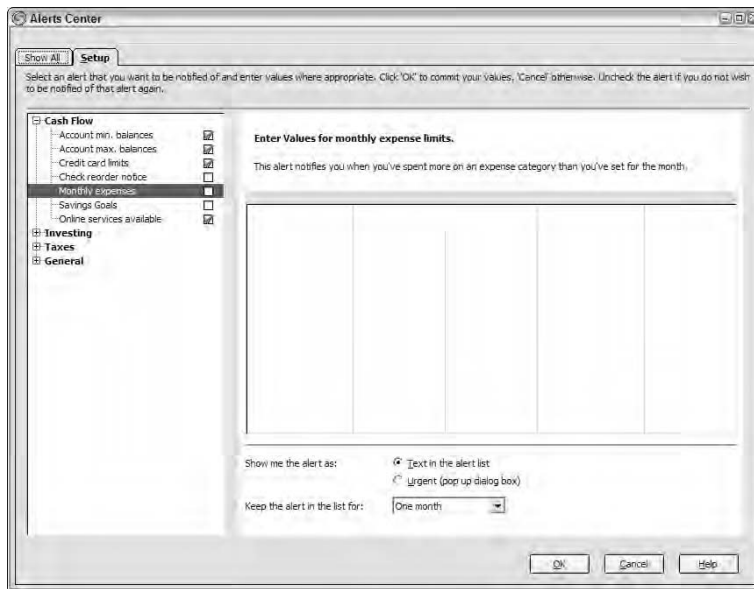 Alerts Center
Show All
Setup
Select an alert that you want to be notified of and enter values where appropriate. Click 'OK' to commit your values, 'Cancel' otherwise. Uncheck the alert if you do not wish
to be notified of that alert again.
Cash Flow
Account min. balances
Account max. balances
Credit card limits
Check reorder notice
Monthly expenses
Savings Goals
Online services available
Investing
Taxes
General
Enter Values for monthly expense limits.
This alert notifies you when you've spent more on an expense category than you've set for the month.
Show me the alert as:
Text in the alert list
Urgent (pop up dialog box)
Keep the alert in the list for:
One month
OK
Cancel
Help